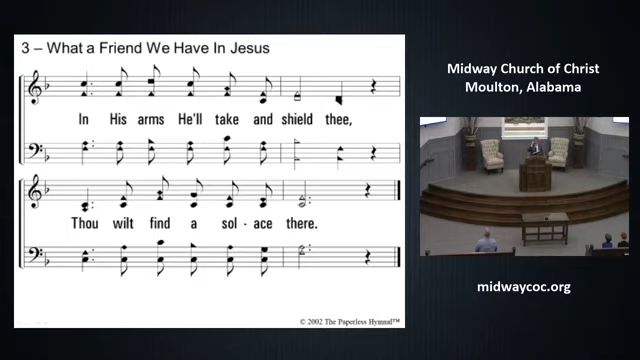 3 – What a Friend We Have In Jesus
In His arms He'll take and shield thee,
Thou wilt find a sol - ace there.
© 2002 The Paperless Hymnal™
Midway Church of Christ
Moulton, Alabama
midwaycoc.org